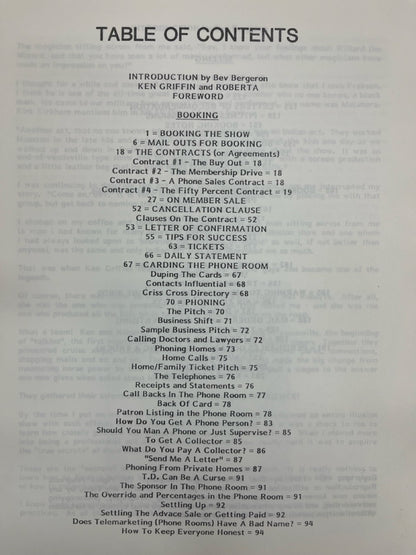 TABLE OF CONTENTS
INTRODUCTION by Bev Bergeron
KEN GRIFFIN and ROBERTA
FOREWORD
BOOKING
1 = BOOKING THE SHOW
6 = MAIL OUTS FOR BOOKING
18 = THE CONTRACTS (or Agreements)
Contract #1 - The Buy Out = 18
Contract #2 - The Membership Drive = 18
Contract #3 - A Phone Sales Contract = 18
Contract #4 - The Fifty Percent Contract = 19
27 = ON MEMBER SALE
52 = CANCELLATION CLAUSE
Clauses On The Contract = 52
53 = LETTER OF CONFIRMATION
55 = TIPS FOR SUCCESS
63 = TICKETS
66 = DAILY STATEMENT
67 = CARDING THE PHONE ROOM
Duping The Cards = 67
Contacts Influential = 68
Criss Cross Directory = 68
70 = PHONING
The Pitch = 70
Business Shift = 71
Sample Business Pitch = 72
Calling Doctors and Lawyers = 72
Phoning Homes = 73
Home Calls = 75
Home/Family Ticket Pitch = 75
The Telephones = 76
Receipts and Statements = 76
Call Backs In The Phone Room = 77
Back Of Card = 78
Patron Listing in the Phone Room = 78
How Do You Get A Phone Person? = 83
Should You Man A Phone or Just Supervise? = 85
To Get A Collector = 85
What Do You Pay A Collector? = 86
"Send Me A Letter" = 87
Phoning From Private Homes = 87
T.D. Can Be A Curse = 91
The Sponsor In The Phone Room = 91
The Override and Percentages in the Phone Room = 91
Settling Up = 92
Settling The Advace Sale or Getting Paid = 92
Does Telemarketing (Phone Rooms) Have A Bad Name? = 94
How To Keep Everyone Honest = 94